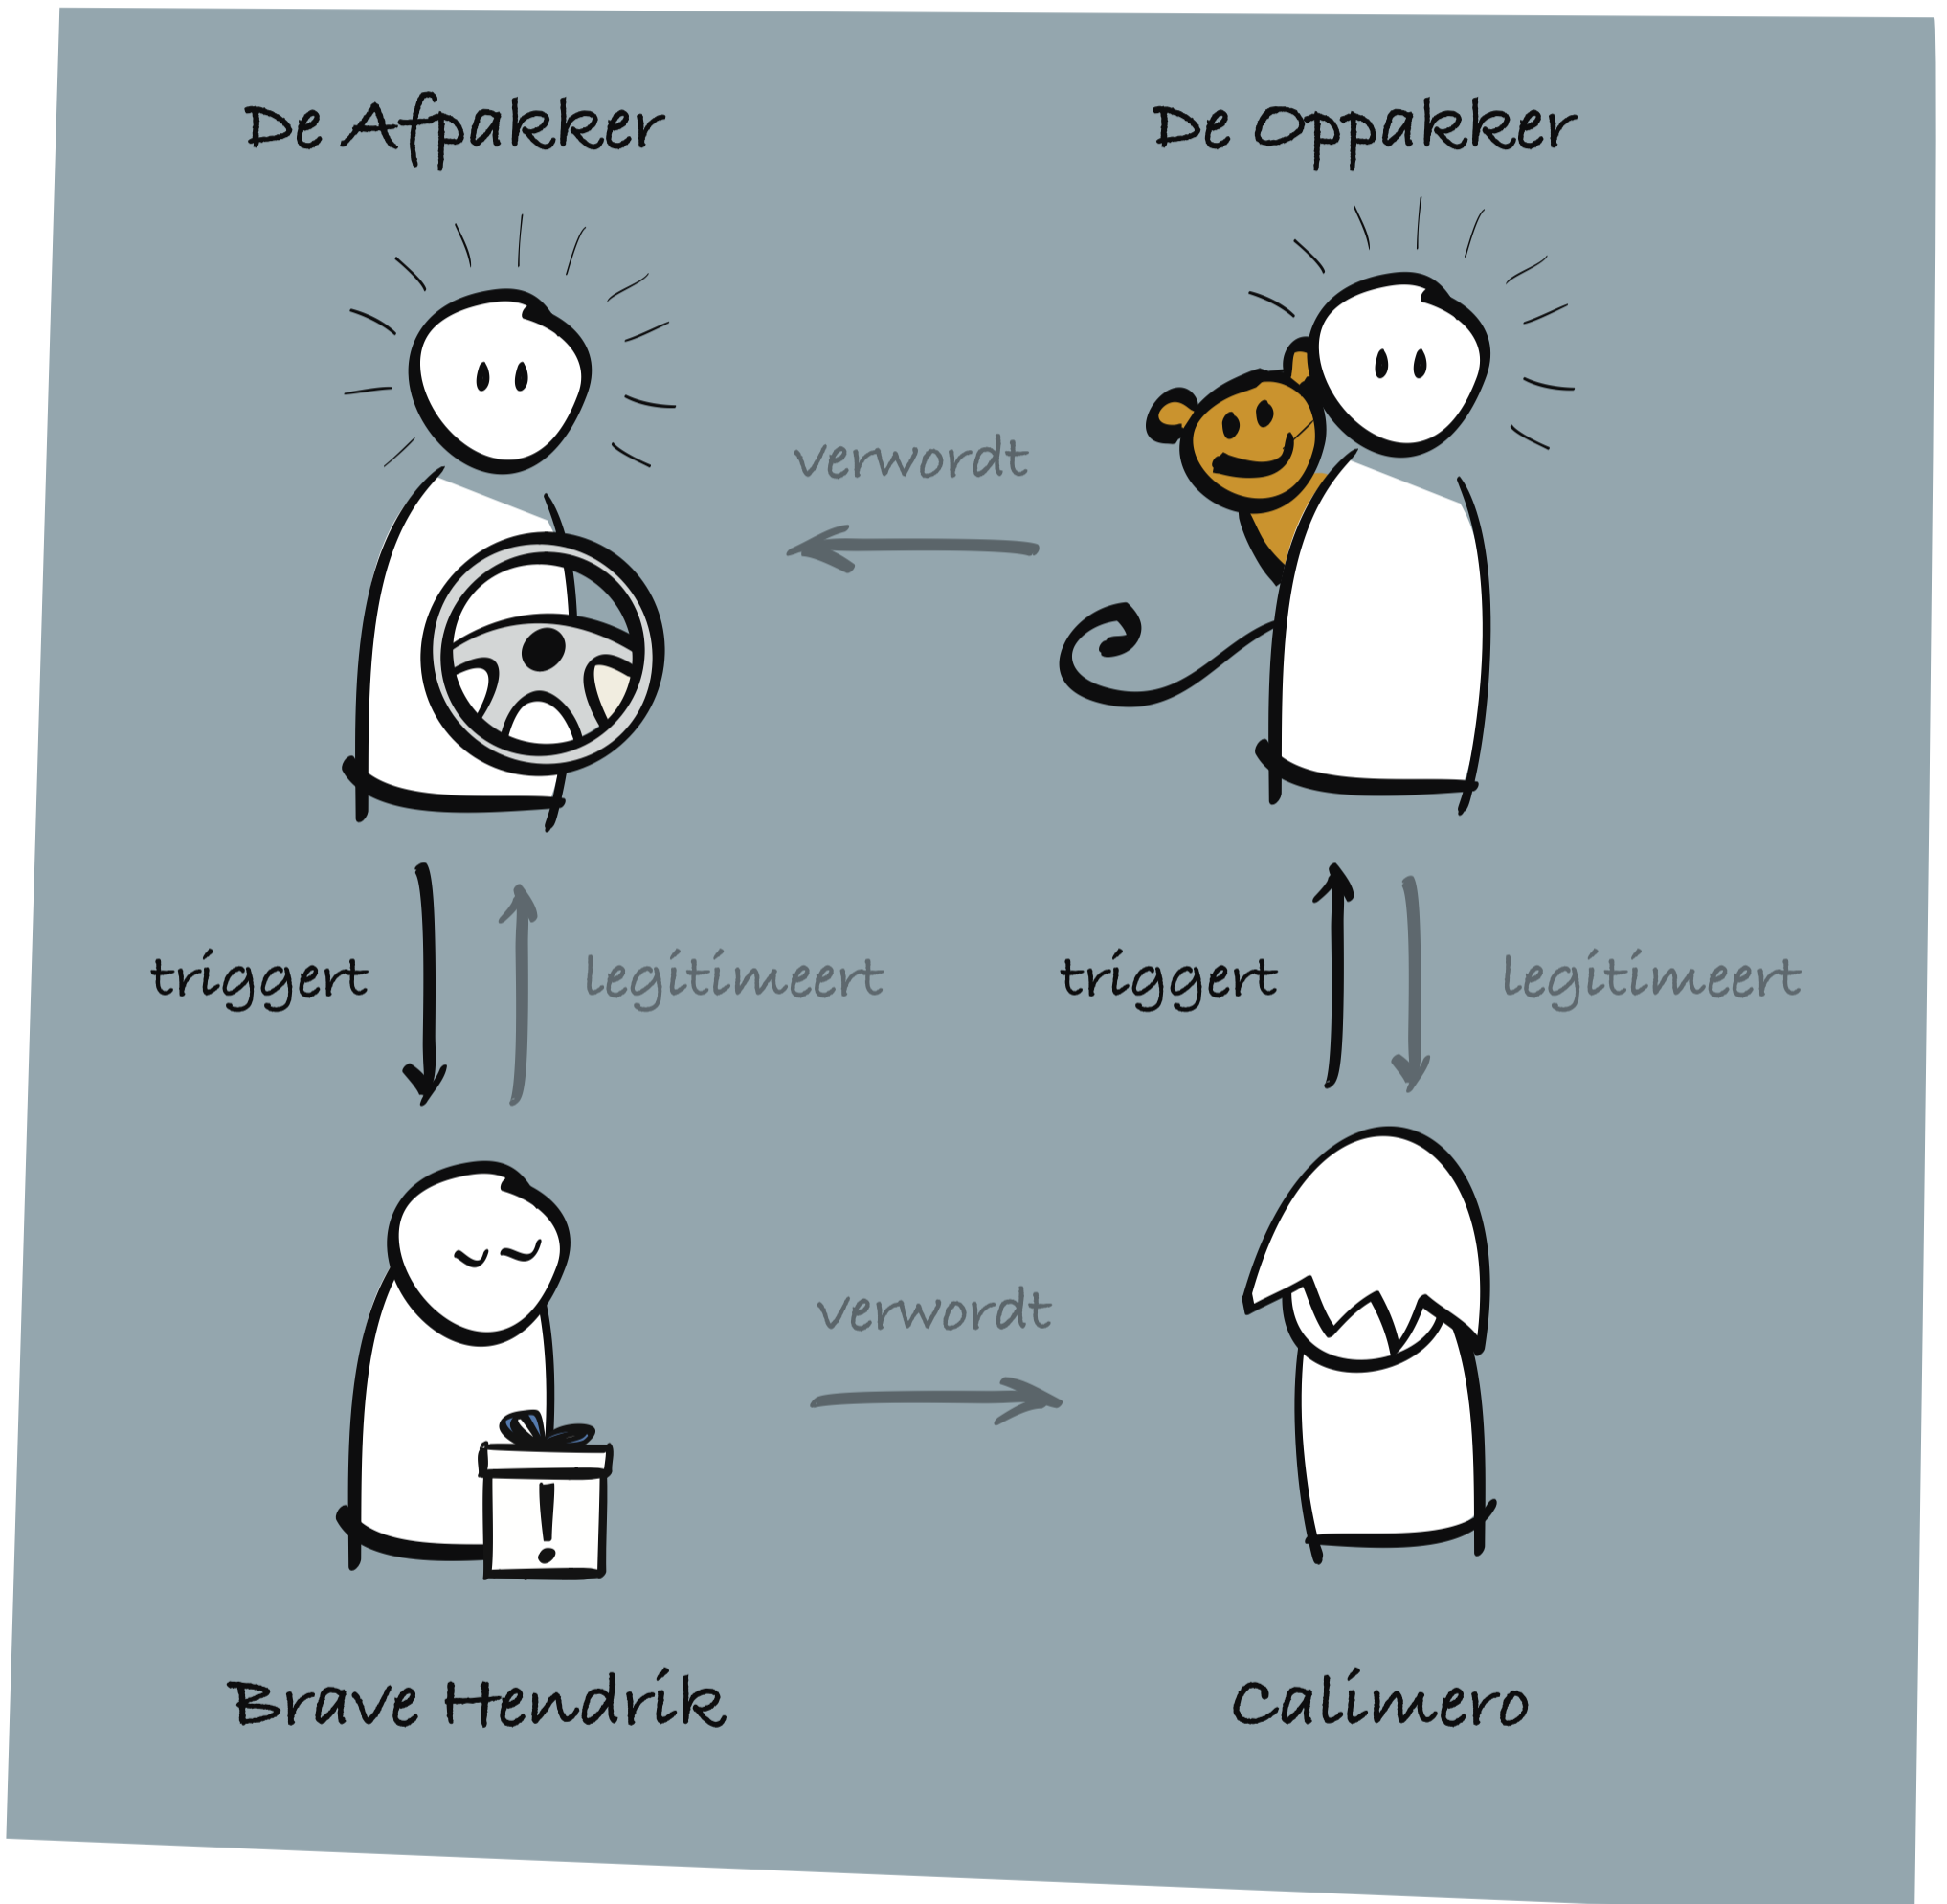 De Afpakker
De Oppakker
verwordt
triggert
legitimeert
triggert
legitimeert
verwordt
!
Brave Hendrik
Calimero